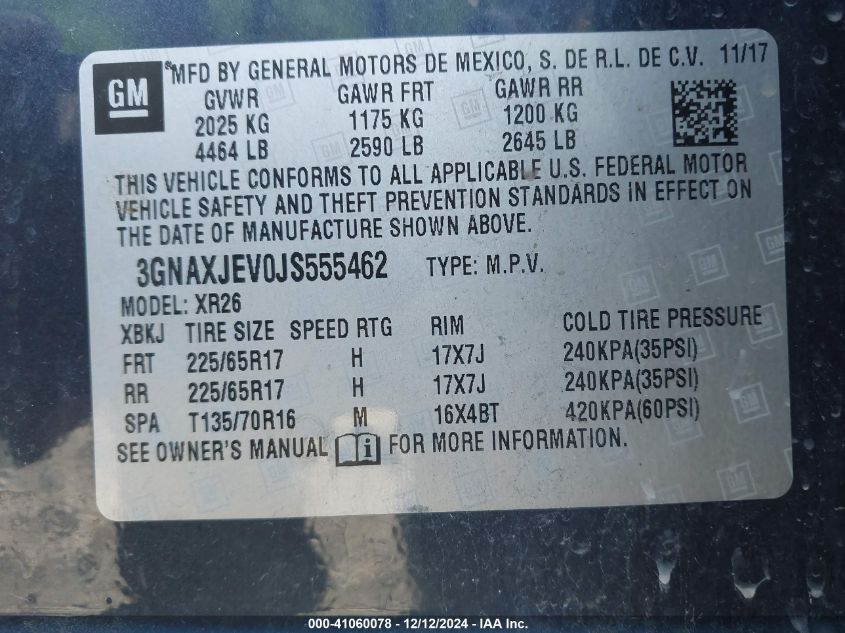 GM
*MFD BY GENERAL MOTORS DE MEXICO, S. DE R.L. DE C.V. 11/17
GVWR GAWR FRT GAWR RR
2025 KG 1175 KG 1200 KG
4464 LB 2590 LB 2645 LB
THIS VEHICLE CONFORMS TO ALL APPLICABLE U.S. FEDERAL MOTOR
VEHICLE SAFETY AND THEFT PREVENTION STANDARDS IN EFFECT ON
THE DATE OF MANUFACTURE SHOWN ABOVE.
3GNAXJEV0JS555462 TYPE: M.P.V.
MODEL: XR26
XBKJ TIRE SIZE SPEED RTG RIM COLD TIRE PRESSURE
FRT 225/65R17 H 17X7J 240KPA(35PSI)
RR 225/65R17 H 17X7J 240KPA(35PSI)
SPA T135/70R16 M 16X4BT 420KPA(60PSI)
SEE OWNER'S MANUAL i FOR MORE INFORMATION.
000-41060078 - 12/12/2024 - IAA Inc.